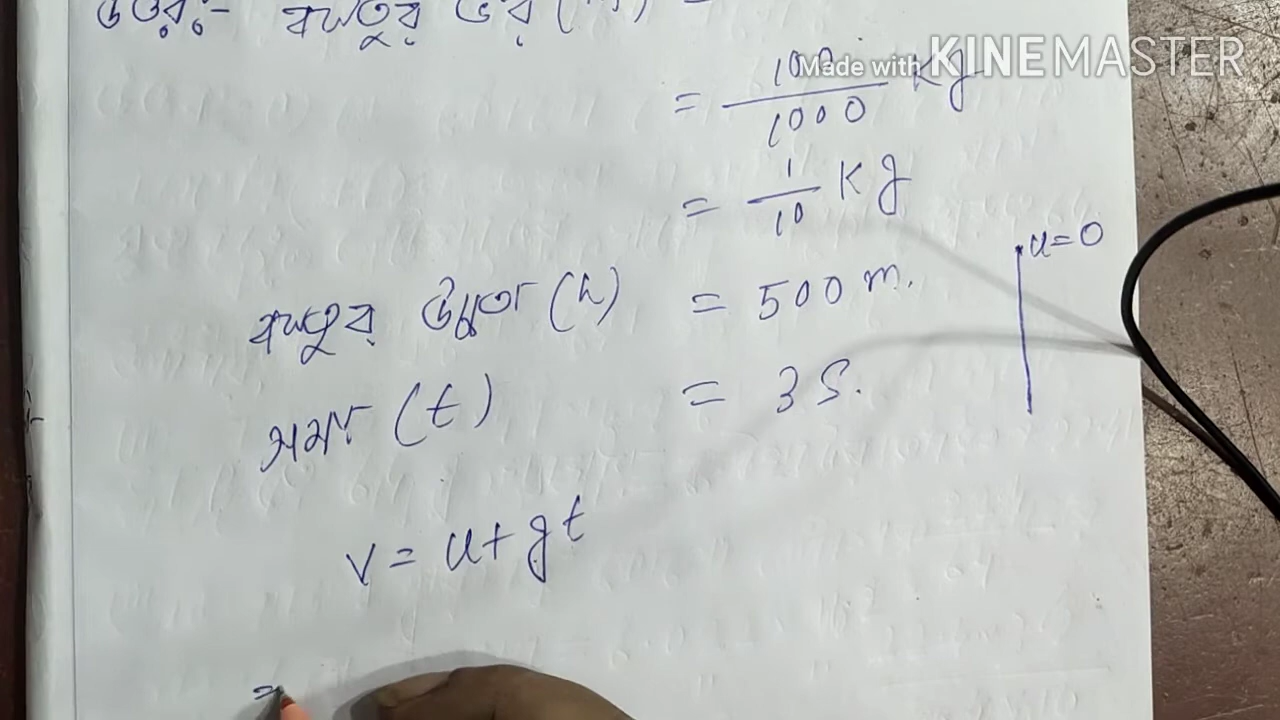 উত্তর:- বস্তুর ভর (m) =
Made with KINEMASTER
= 100/1000 Kg
= 1/10 Kg
u=0
বস্তুর উচ্চতা (h) = 500 m.
সময় (t) = 3 S.
v = u + gt
=